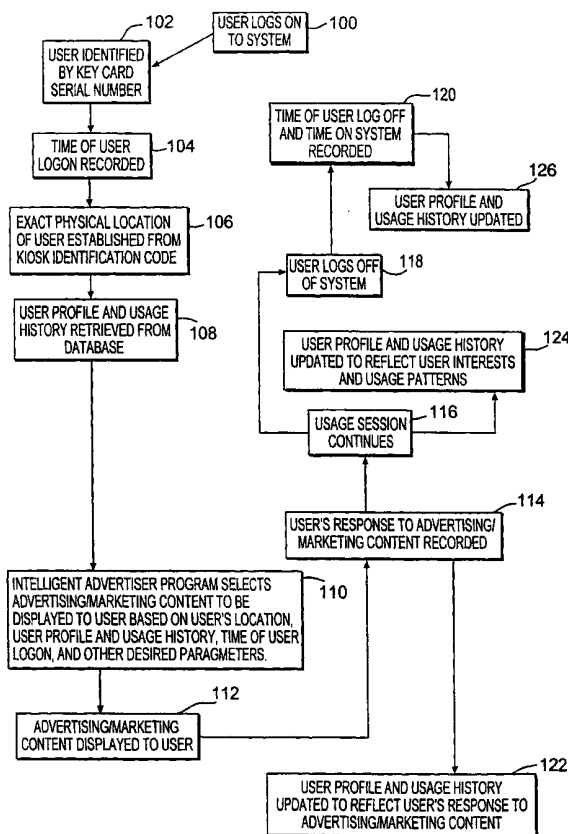 100
USER LOGS ON
TO SYSTEM
102
USER IDENTIFIED
BY KEY CARD
SERIAL NUMBER
TIME OF USER
LOGON RECORDED
104
EXACT PHYSICAL LOCATION
OF USER ESTABLISHED FROM
KIOSK IDENTIFICATION CODE
106
USER PROFILE AND USAGE
HISTORY RETRIEVED FROM
DATABASE
108
INTELLIGENT ADVERTISER PROGRAM SELECTS
ADVERTISING/MARKETING CONTENT TO BE
DISPLAYED TO USER BASED ON USER'S LOCATION,
USER PROFILE AND USAGE HISTORY, TIME OF USER
LOGON, AND OTHER DESIRED PARAGMETERS.
110
112
ADVERTISING/MARKETING
CONTENT DISPLAYED TO USER
114
USER'S RESPONSE TO ADVERTISING/
MARKETING CONTENT RECORDED
116
USAGE SESSION
CONTINUES
118
USER LOGS OFF
OF SYSTEM
120
TIME OF USER LOG OFF
AND TIME ON SYSTEM
RECORDED
126
USER PROFILE AND
USAGE HISTORY UPDATED
124
USER PROFILE AND USAGE HISTORY
UPDATED TO REFLECT USER INTERESTS
AND USAGE PATTERNS
122
USER PROFILE AND USAGE HISTORY
UPDATED TO REFLECT USER'S RESPONSE TO
ADVERTISING/MARKETING CONTENT